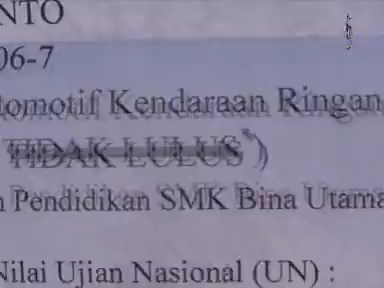 NTO
06-7
tomotif Kendaraan Ringan
TIDAK LULUS *)
n Pendidikan SMK Bina Utama
Nilai Ujian Nasional (UN) :